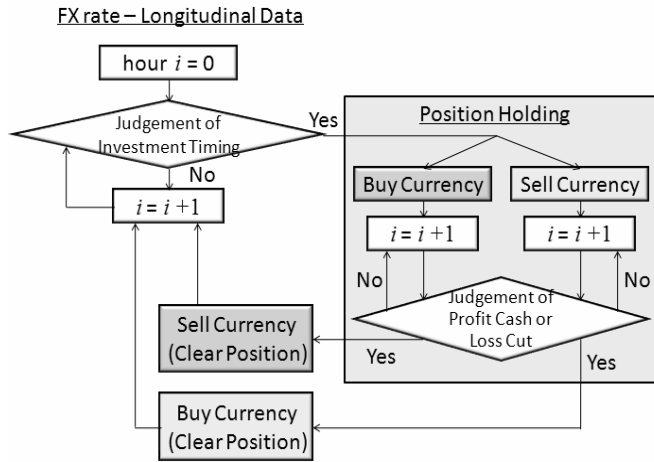 FX rate – Longitudinal Data
hour i = 0
Judgement of
Investment Timing
Yes
No
i = i +1
Position Holding
Buy Currency
Sell Currency
i = i +1
i = i +1
No
No
Judgement of
Profit Cash or
Loss Cut
Yes
Yes
Sell Currency
(Clear Position)
Buy Currency
(Clear Position)